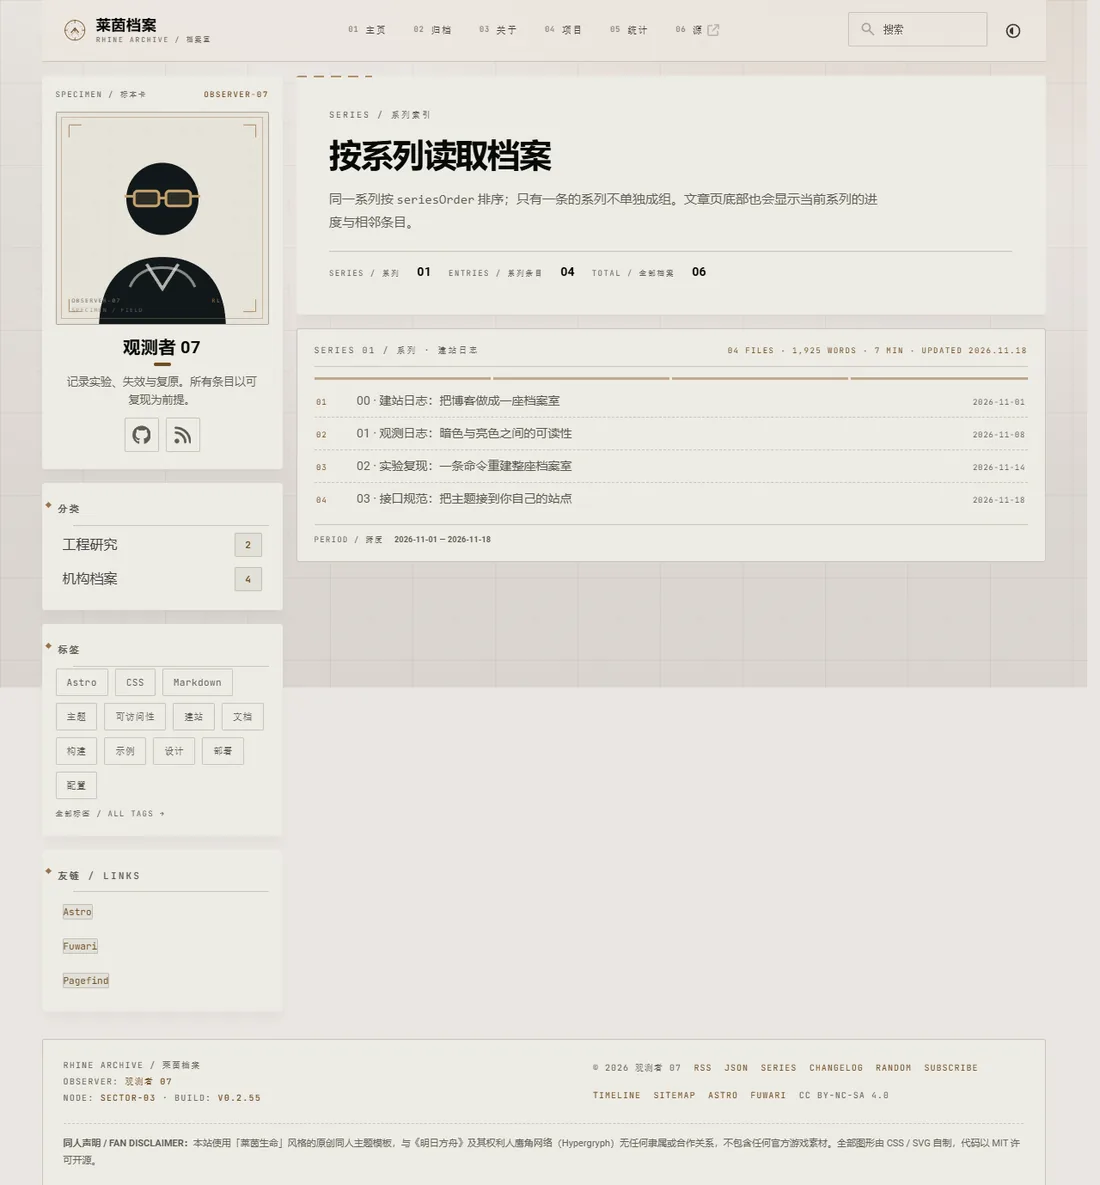 莱茵档案
RHINE ARCHIVE / 档案室
01 主页
02 归档
03 关于
04 项目
05 统计
06 源
搜索
SPECIMEN / 标本卡
OBSERVER-07
OBSERVER-07
SPECIMEN / FIELD
观测者 07
记录实验、失效与复原。所有条目以可
复现为前提。
分类
工程研究 2
机构档案 4
标签
Astro CSS Markdown
主题 可访问性 建站 文档
构建 示例 设计 部署
配置
全部标签 / ALL TAGS →
友链 / LINKS
Astro
Fuwari
Pagefind
SERIES / 系列索引
按系列读取档案
同一系列按 seriesOrder 排序；只有一条的系列不单独成组。文章页底部也会显示当前系列的进
度与相邻条目。
SERIES / 系列 01 ENTRIES / 系列条目 04 TOTAL / 全部档案 06
SERIES 01 / 系列 · 建站日志
04 FILES · 1,925 WORDS · 7 MIN · UPDATED 2026.11.18
01 00 · 建站日志：把博客做成一座档案室 2026-11-01
02 01 · 观测日志：暗色与亮色之间的可读性 2026-11-08
03 02 · 实验复现：一条命令重建整座档案室 2026-11-14
04 03 · 接口规范：把主题接到你自己的站点 2026-11-18
PERIOD / 跨度 2026-11-01 — 2026-11-18
RHINE ARCHIVE / 莱茵档案
OBSERVER: 观测者 07
NODE: SECTOR-03 · BUILD: V0.2.55
© 2026 观测者 07 RSS JSON SERIES CHANGELOG RANDOM SUBSCRIBE
TIMELINE SITEMAP ASTRO FUWARI CC BY-NC-SA 4.0
同人声明 / FAN DISCLAIMER：本站使用「莱茵生命」风格的原创同人主题模板，与《明日方舟》及其权利人鹰角网络（Hypergryph）无任何隶属或合作关系，不包含任何官方游戏素材。全部图形由 CSS / SVG 自制，代码以 MIT 许
可开源。